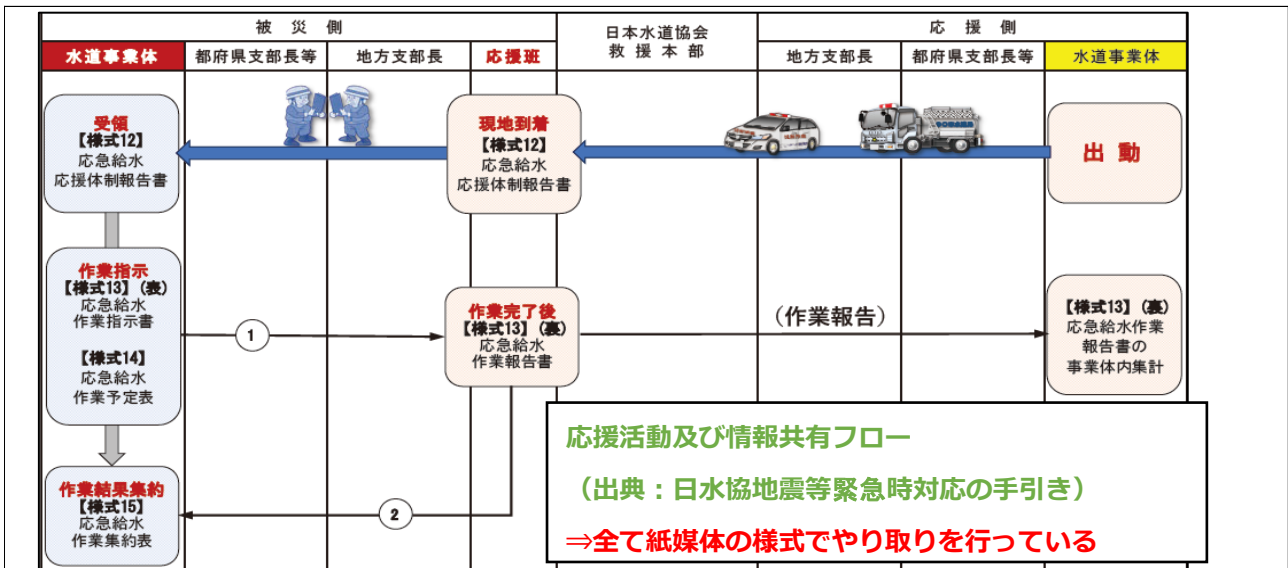 被災側
日本水道協会
救援本部
応援側
水道事業体
都府県支部長等
地方支部長
応援班
地方支部長
都府県支部長等
水道事業体
受領
【様式12】
応急給水
応援体制報告書
現地到着
【様式12】
応急給水
応援体制報告書
出動
作業指示
【様式13】(表)
応急給水
作業指示書
【様式14】
応急給水
作業予定表
1
作業完了後
【様式13】(裏)
応急給水
作業報告書
(作業報告)
【様式13】(裏)
応急給水作業
報告書の
事業体内集計
作業結果集約
【様式15】
応急給水
作業集約表
2
応援活動及び情報共有フロー
(出典:日水協地震等緊急時対応の手引き)
⇒全て紙媒体の様式でやり取りを行っている